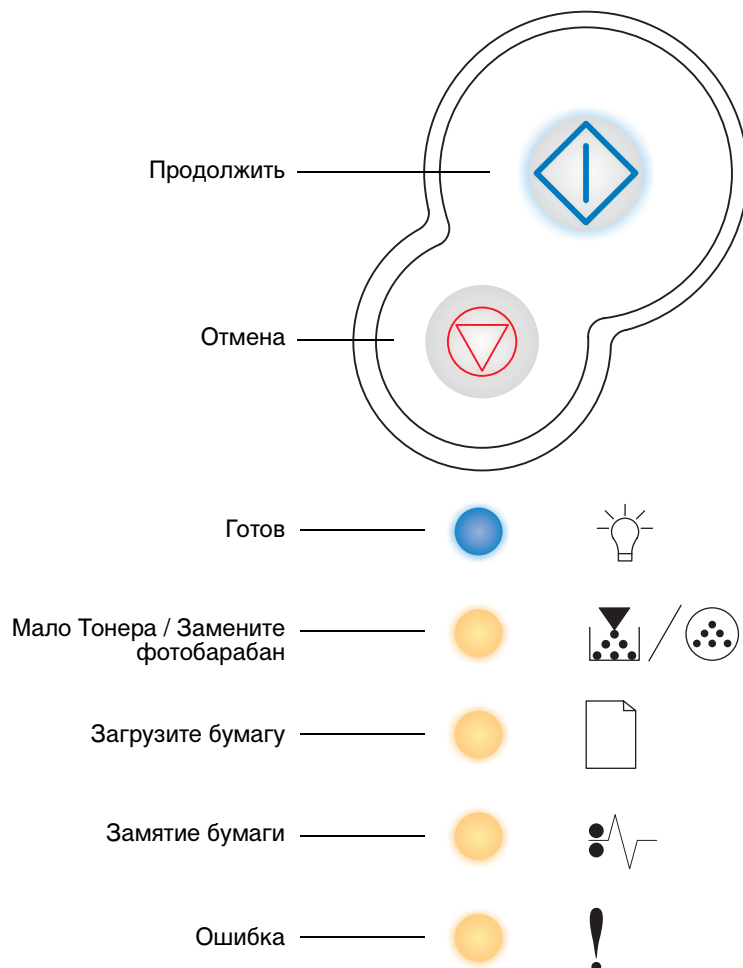 Продолжить
Отмена
Готов
Мало Тонера / Замените
фотобарабан
Загрузите бумагу
Замятие бумаги
Ошибка